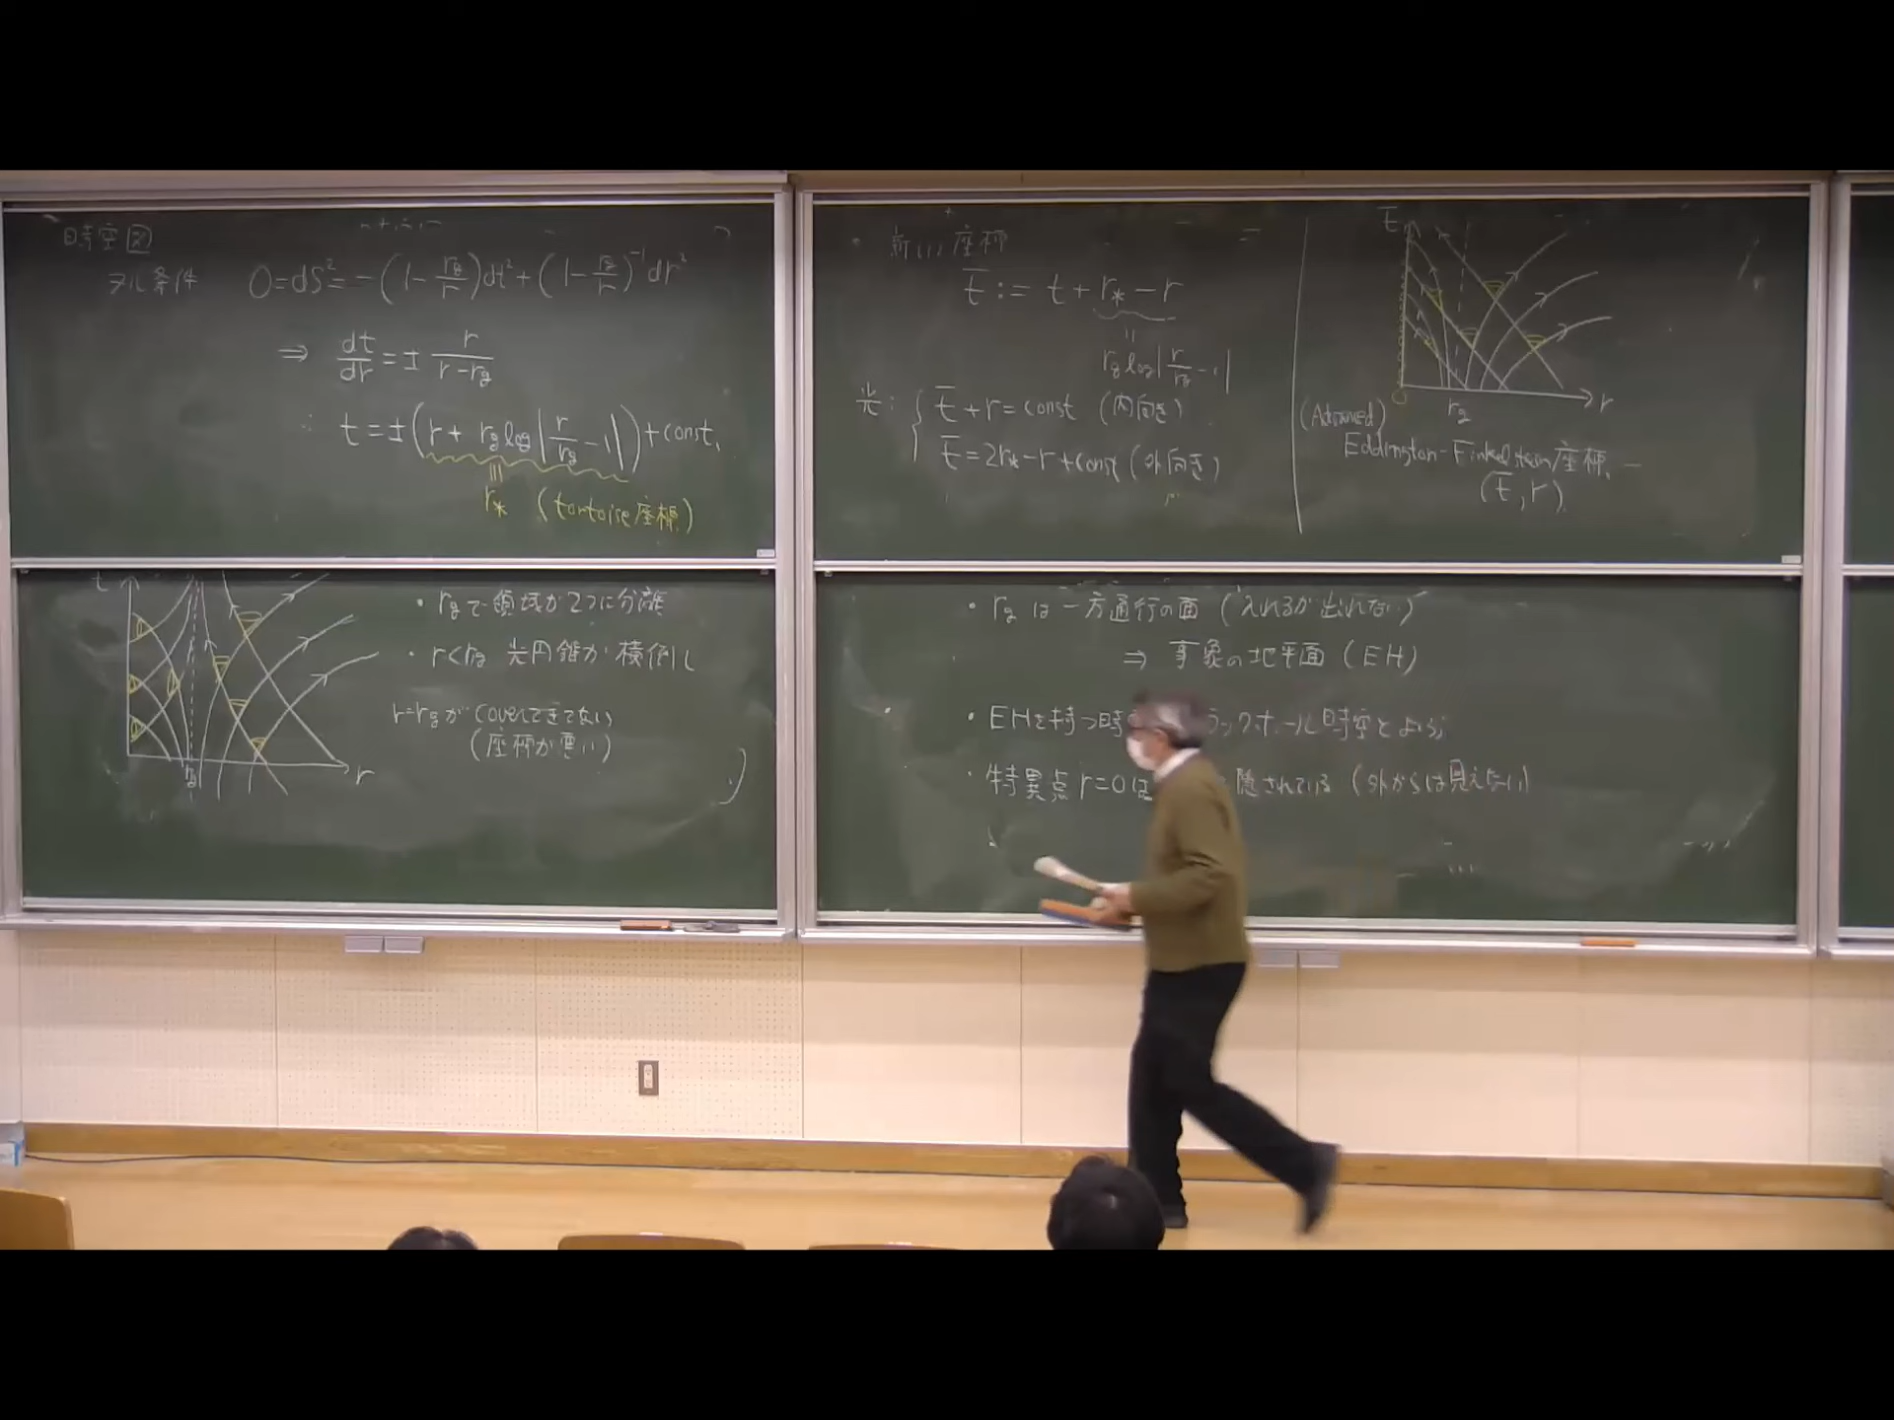 時空図
ヌル条件 0=dS²=-(1-rg/r)dt²+(1-rg/r)⁻¹dr²
⇒ dt/dr=± r/(r-rg)
∴ t=±(r+rg log|r/rg -1|)+const.
≡
r* (tortoise座標)
t
・rgで領域が2つに分離
・r<rg 光円錐が横倒し
r=rgがcoverできてない
(座標が悪い)
rg r
・新しい座標
t̄:=t+r*-r
=
rg log|r/rg -1|
光: { t̄+r=const (内向き)
t̄=2r*-r+const (外向き)
t̄
0 rg r
(Advanced)
Eddington-Finkelstein座標
(t̄,r)
・rgは一方通行の面 (入れるが出れない)
⇒ 事象の地平面 (EH)
・EHを持つ時 ラックホール時空とよぶ
・特異点r=0は 隠されている (外からは見えない)